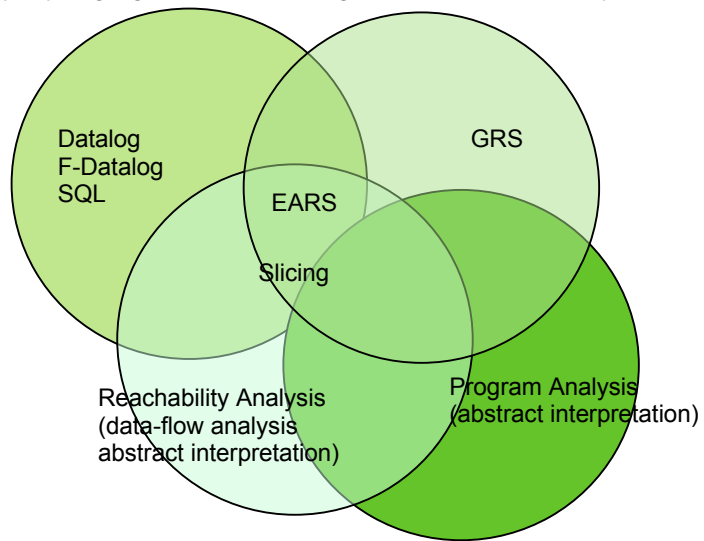 Datalog
F-Datalog
SQL
GRS
EARS
Slicing
Reachability Analysis
(data-flow analysis
abstract interpretation)
Program Analysis
(abstract interpretation)